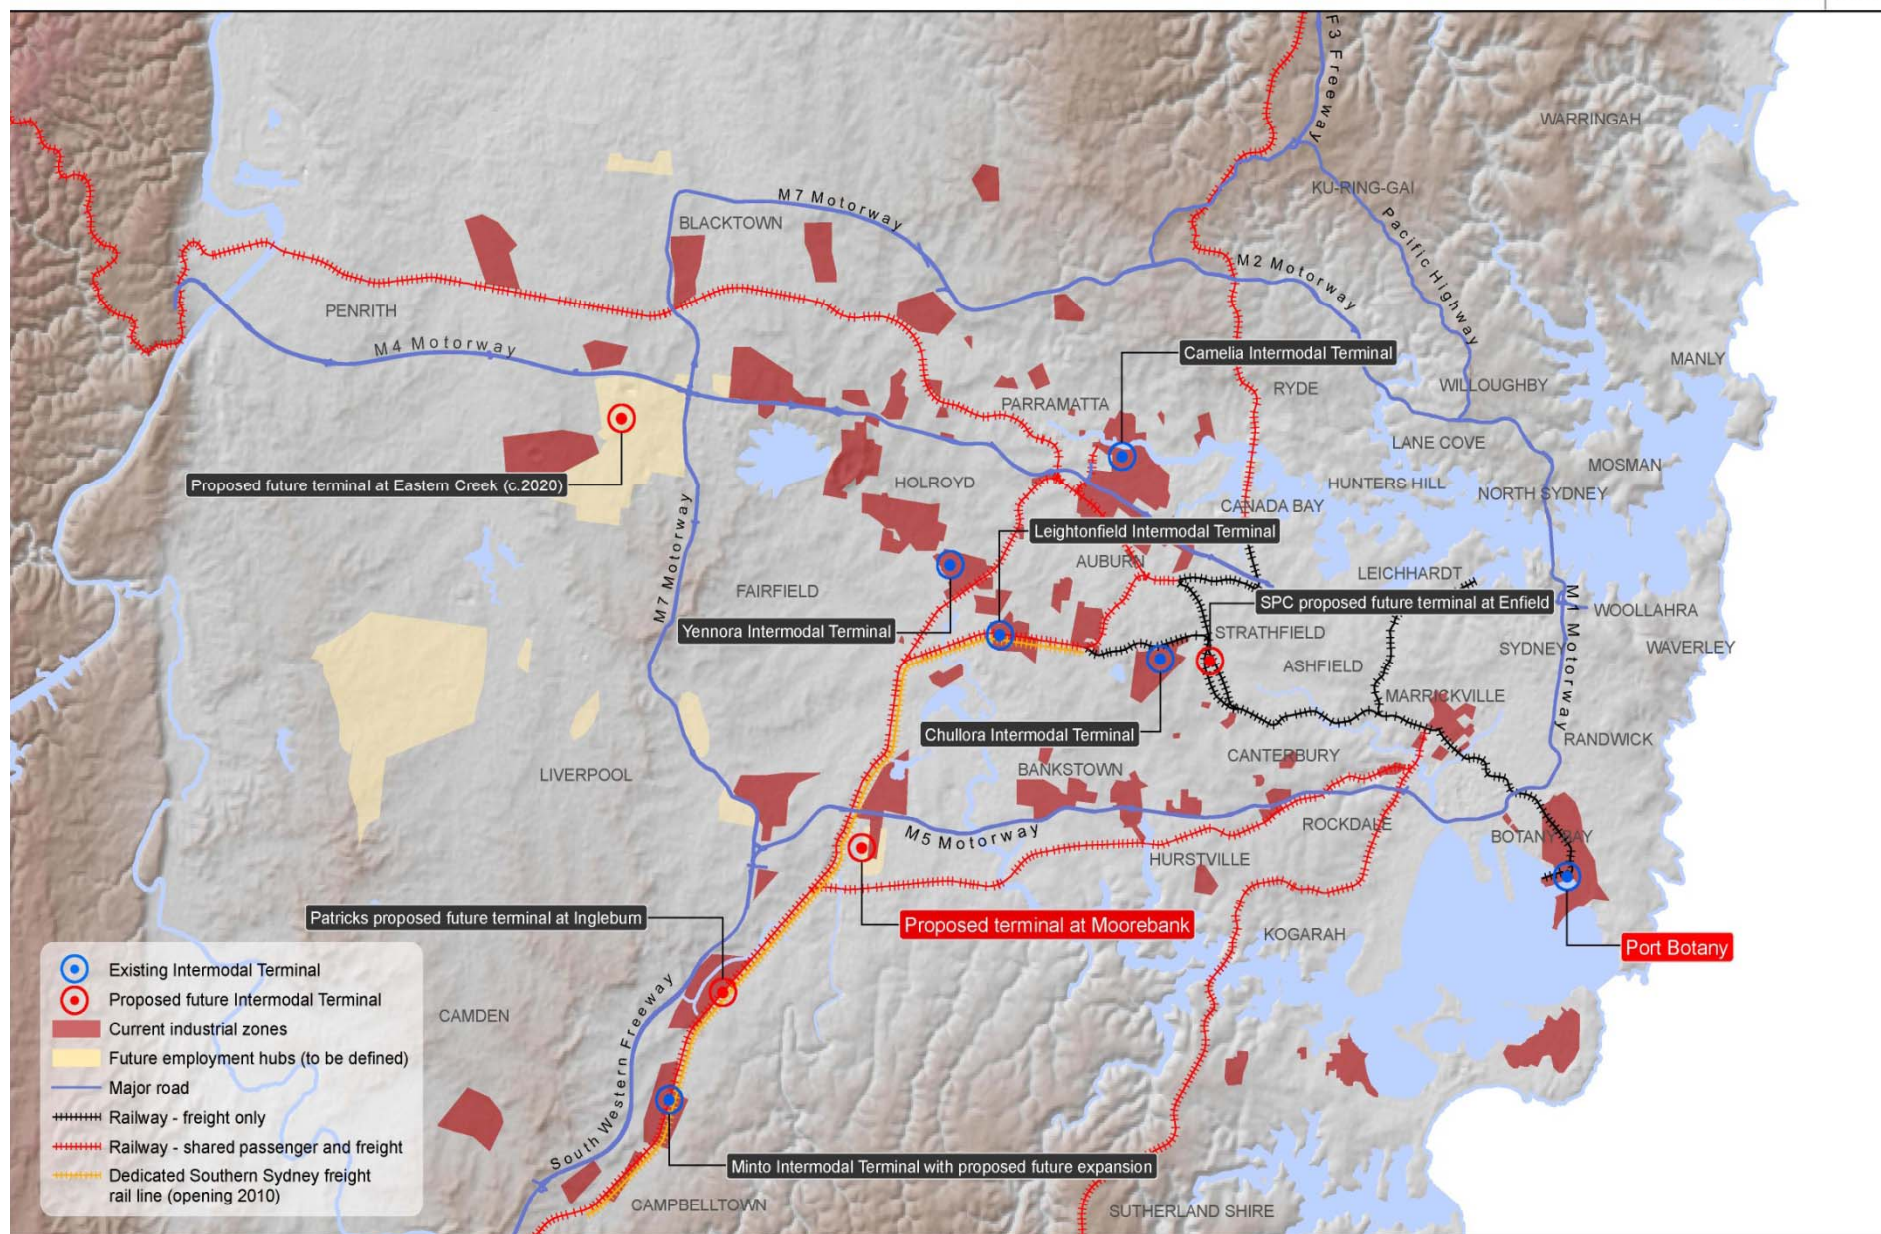 F3 Freeway
WARRINGAH
KU-RING-GAI
M7 Motorway
BLACKTOWN
Pacific Highway
M2 Motorway
PENRITH
M4 Motorway
Camelia Intermodal Terminal
MANLY
RYDE
WILLOUGHBY
PARRAMATTA
LANE COVE
MOSMAN
Proposed future terminal at Eastern Creek (c.2020)
HOLROYD
HUNTERS HILL
NORTH SYDNEY
CANADA BAY
Leightonfield Intermodal Terminal
AUBURN
LEICHHARDT
M7 Motorway
FAIRFIELD
SPC proposed future terminal at Enfield
M1 Motorway
WOOLLAHRA
Yennora Intermodal Terminal
STRATHFIELD
SYDNEY
WAVERLEY
ASHFIELD
MARRICKVILLE
Chullora Intermodal Terminal
RANDWICK
CANTERBURY
LIVERPOOL
BANKSTOWN
M5 Motorway
ROCKDALE
BOTANY BAY
HURSTVILLE
Patricks proposed future terminal at Ingleburn
Proposed terminal at Moorebank
KOGARAH
Port Botany
Existing Intermodal Terminal
Proposed future Intermodal Terminal
Current industrial zones
Future employment hubs (to be defined)
Major road
Railway - freight only
Railway - shared passenger and freight
Dedicated Southern Sydney freight
rail line (opening 2010)
CAMDEN
South Western Freeway
Minto Intermodal Terminal with proposed future expansion
CAMPBELLTOWN
SUTHERLAND SHIRE